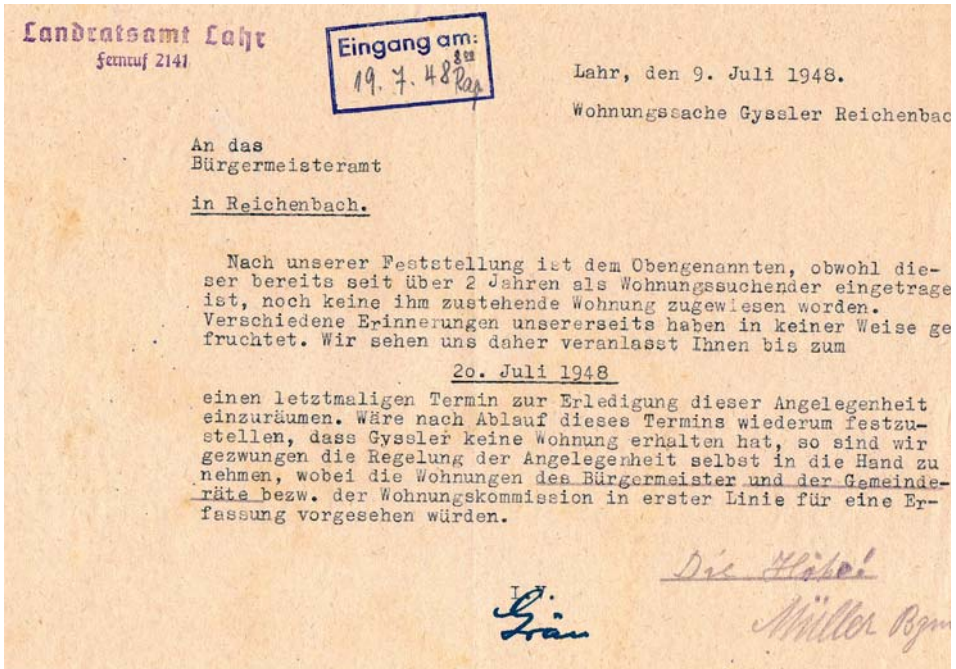 Landratsamt Lahr
Fernruf 2141
Eingang am:
19. 7. 48 8⁰⁰
Lahr, den 9. Juli 1948.
Wohnungssache Gyssler Reichenbac
An das
Bürgermeisteramt
in Reichenbach.
Nach unserer Feststellung ist dem Obengenannten, obwohl die-
ser bereits seit über 2 Jahren als Wohnungssuchender eingetrage
ist, noch keine ihm zustehende Wohnung zugewiesen worden.
Verschiedene Erinnerungen unsererseits haben in keiner Weise ge
fruchtet. Wir sehen uns daher veranlasst Ihnen bis zum
2o. Juli 1948
einen letztmaligen Termin zur Erledigung dieser Angelegenheit
einzuräumen. Wäre nach Ablauf dieses Termins wiederum festzu-
stellen, dass Gyssler keine Wohnung erhalten hat, so sind wir
gezwungen die Regelung der Angelegenheit selbst in die Hand zu
nehmen, wobei die Wohnungen des Bürgermeister und der Gemeinde-
räte bezw. der Wohnungskommission in erster Linie für eine Er-
fassung vorgesehen würden.
Die Höhe!
I.V.
Müller Bgm